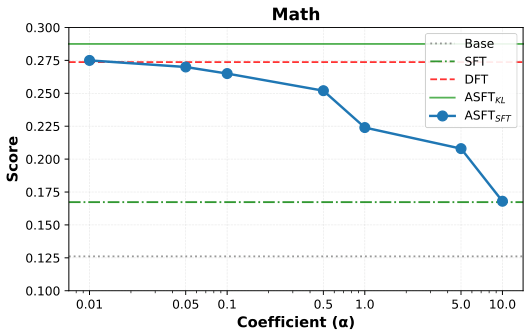 Math
0.300
0.275
0.250
0.225
0.200
0.175
0.150
0.125
0.100
Score
Base
SFT
DFT
ASFT_KL
ASFT_SFT
0.01 0.05 0.1 0.5 1.0 5.0 10.0
Coefficient (α)